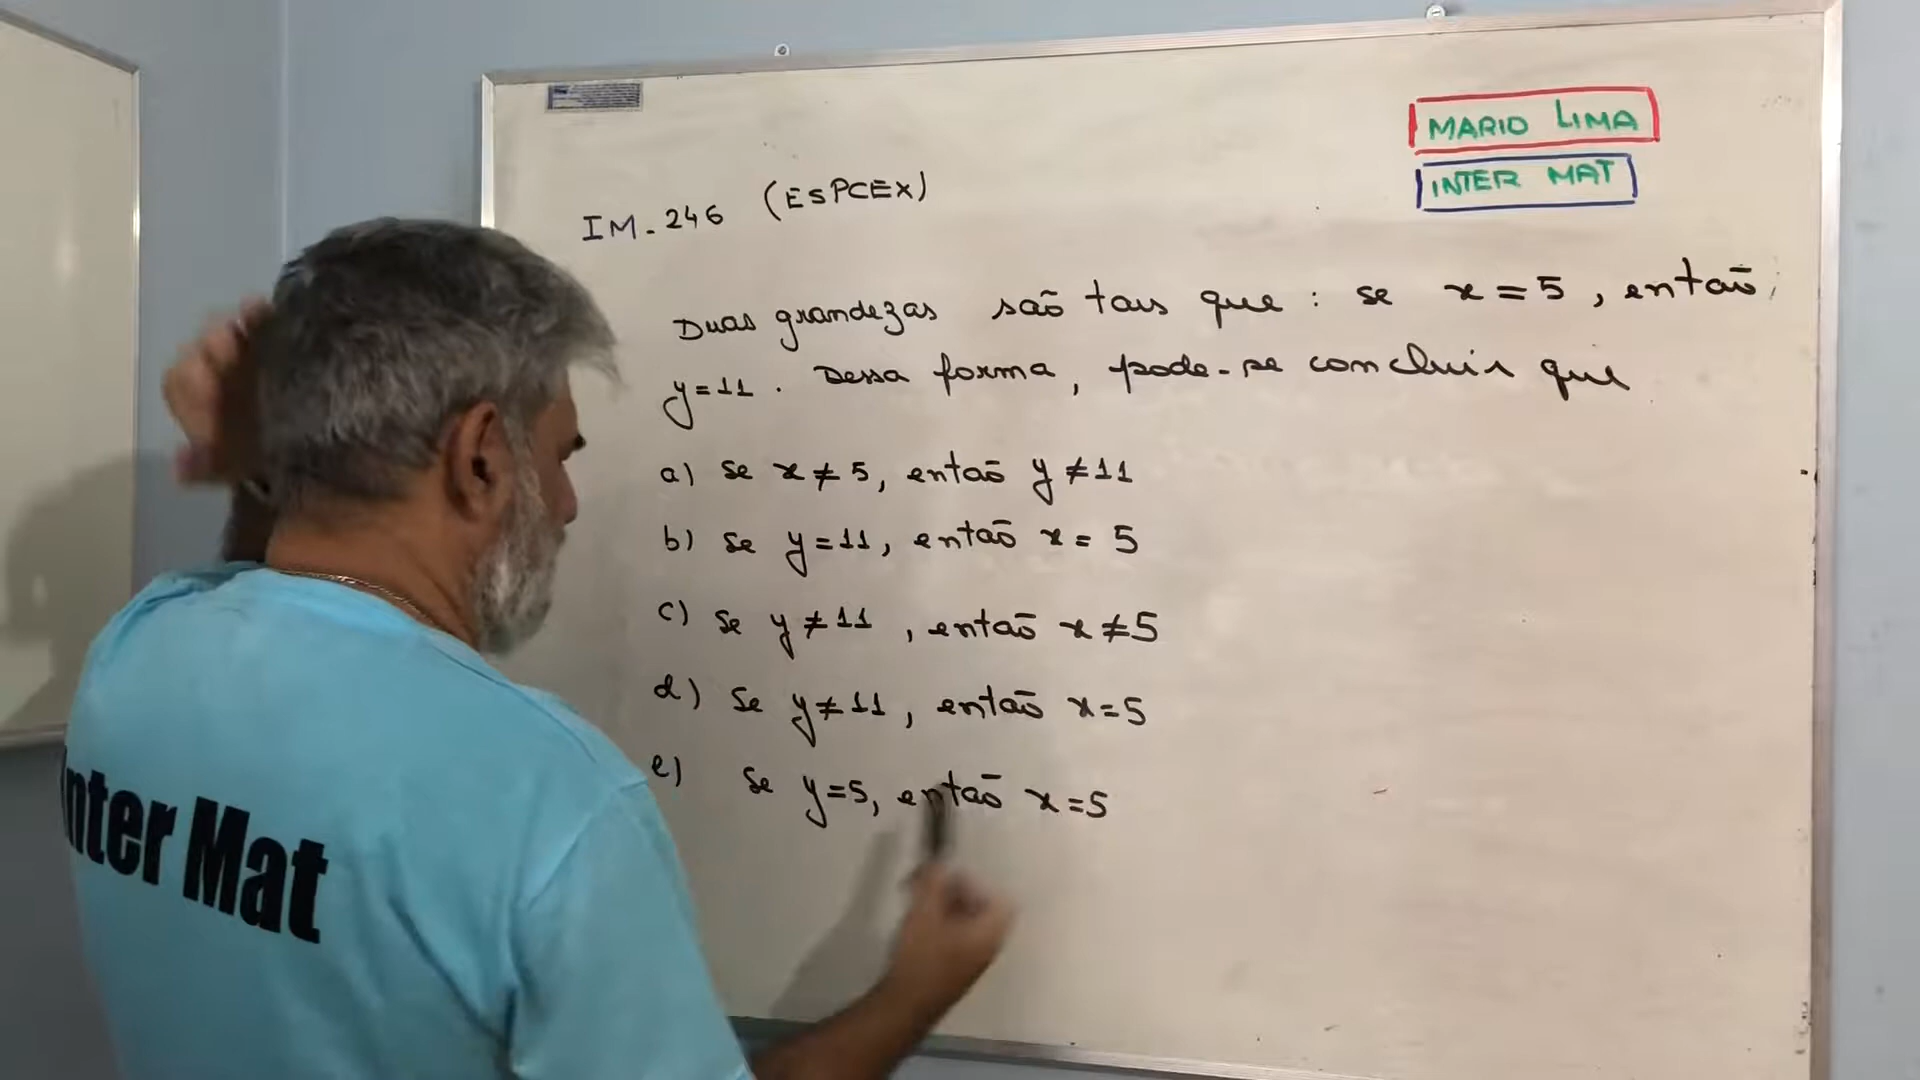 MARIO LIMA
INTER MAT
IM-246 (ESPCEX)
Duas grandezas são tais que: se x=5, então
y=11. Dessa forma, pode-se concluir que
a) se x≠5, então y≠11
b) se y=11, então x=5
c) se y≠11, então x≠5
d) se y≠11, então x=5
e) se y=5, então x=5
Inter Mat